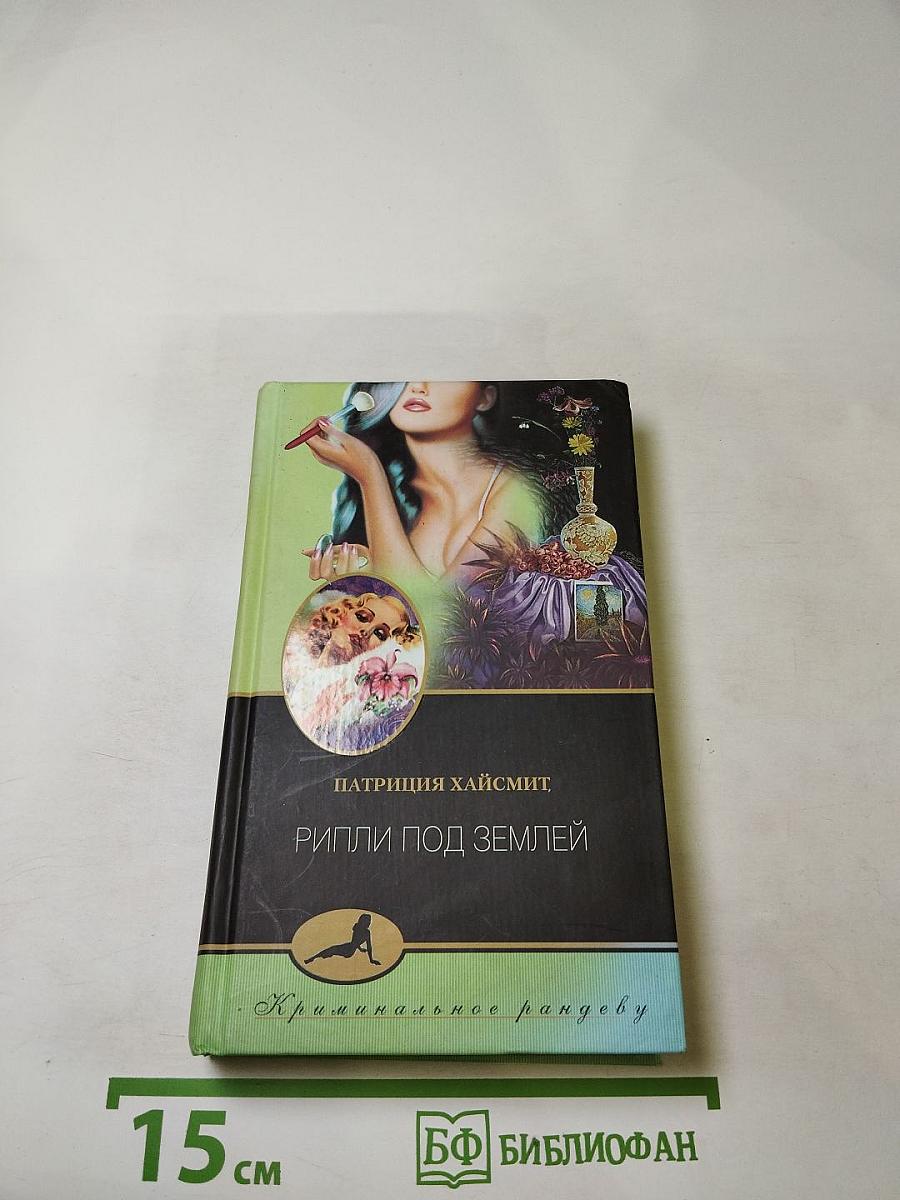 ПАТРИЦИЯ ХАЙСМИТ
РИПЛИ ПОД ЗЕМЛЕЙ
Криминальное рандеву
15 см
БФ БИБЛИОФАН